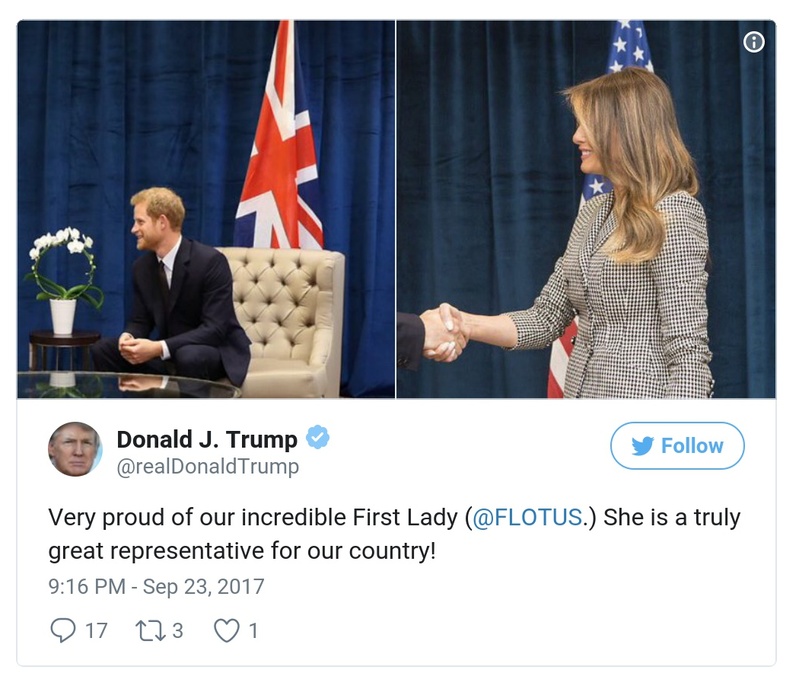 Donald J. Trump
@realDonaldTrump
Follow
Very proud of our incredible First Lady (@FLOTUS.) She is a truly
great representative for our country!
9:16 PM - Sep 23, 2017
17 3 1